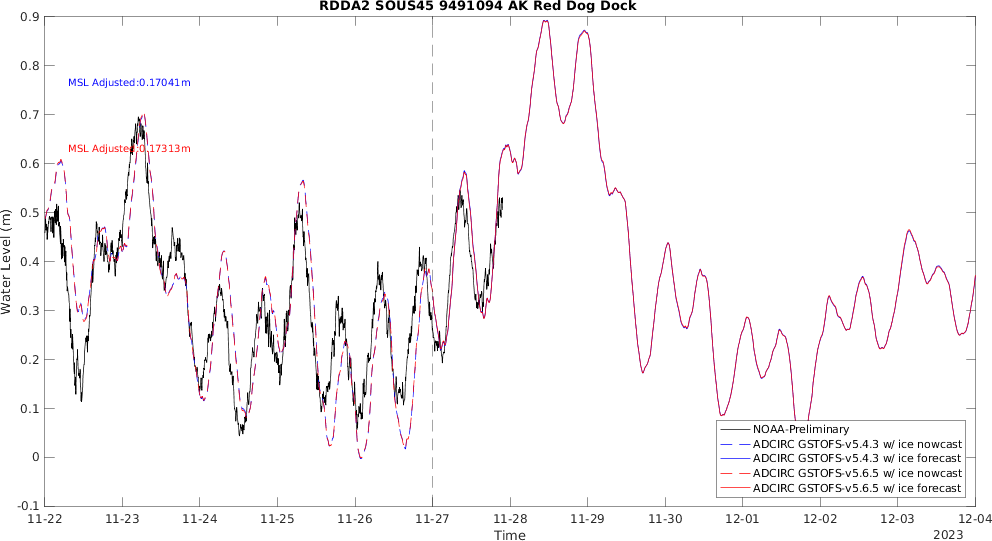 RDDA2 SOUS45 9491094 AK Red Dog Dock
0.9
0.8
0.7
0.6
0.5
0.4
0.3
0.2
0.1
0
-0.1
Water Level (m)
MSL Adjusted:0.17041m
MSL Adjusted:0.17313m
NOAA-Preliminary
ADCIRC GSTOFS-v5.4.3 w/ ice nowcast
ADCIRC GSTOFS-v5.4.3 w/ ice forecast
ADCIRC GSTOFS-v5.6.5 w/ ice nowcast
ADCIRC GSTOFS-v5.6.5 w/ ice forecast
11-22 11-23 11-24 11-25 11-26 11-27 11-28 11-29 11-30 12-01 12-02 12-03 12-04
Time
2023